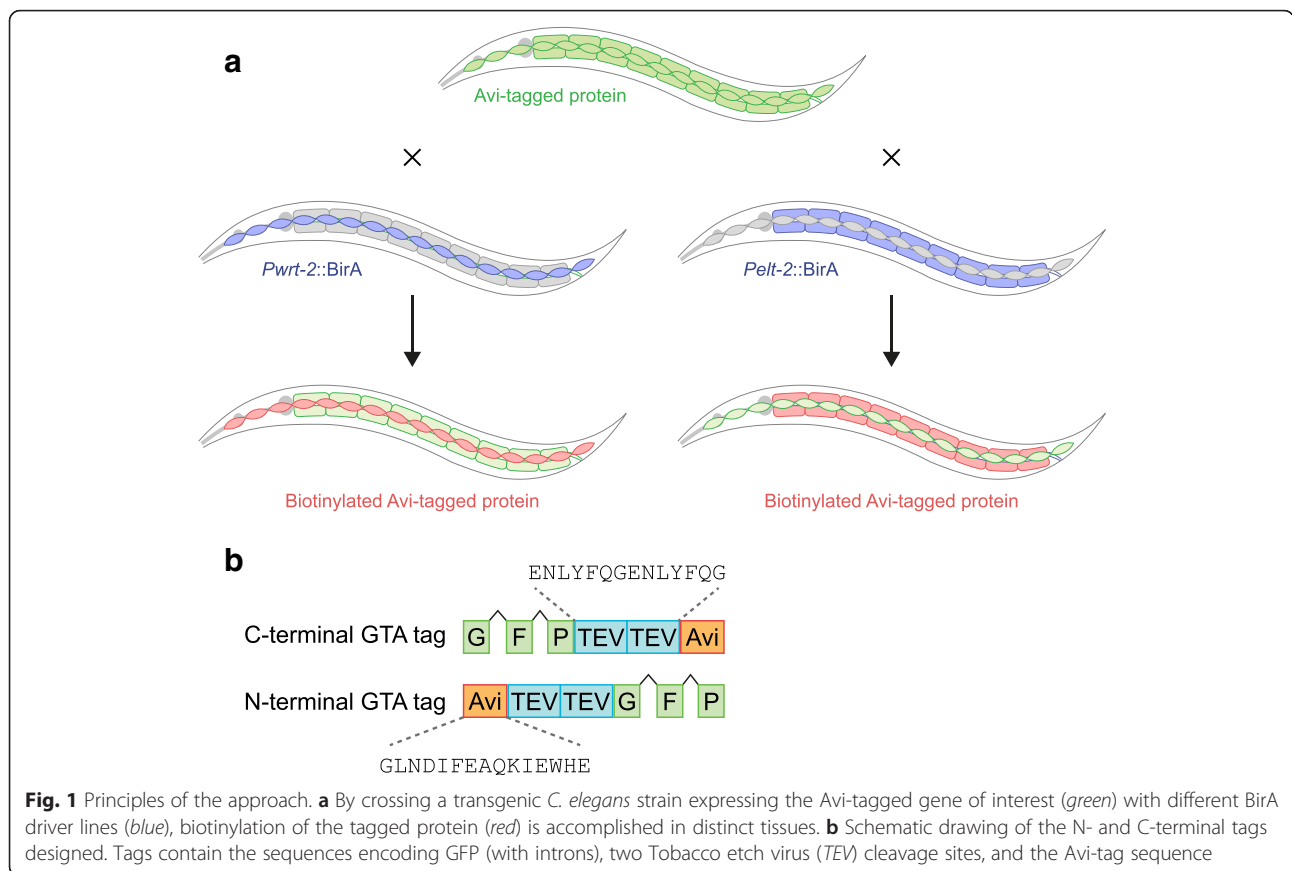 a
Avi-tagged protein
× ×
Pwrt-2::BirA Pelt-2::BirA
Biotinylated Avi-tagged protein Biotinylated Avi-tagged protein
b
ENLYFQGENLYFQG
C-terminal GTA tag G F P TEV TEV Avi
N-terminal GTA tag Avi TEV TEV G F P
GLNDIFEAQKIEWHE
Fig. 1 Principles of the approach. a By crossing a transgenic C. elegans strain expressing the Avi-tagged gene of interest (green) with different BirA
driver lines (blue), biotinylation of the tagged protein (red) is accomplished in distinct tissues. b Schematic drawing of the N- and C-terminal tags
designed. Tags contain the sequences encoding GFP (with introns), two Tobacco etch virus (TEV) cleavage sites, and the Avi-tag sequence